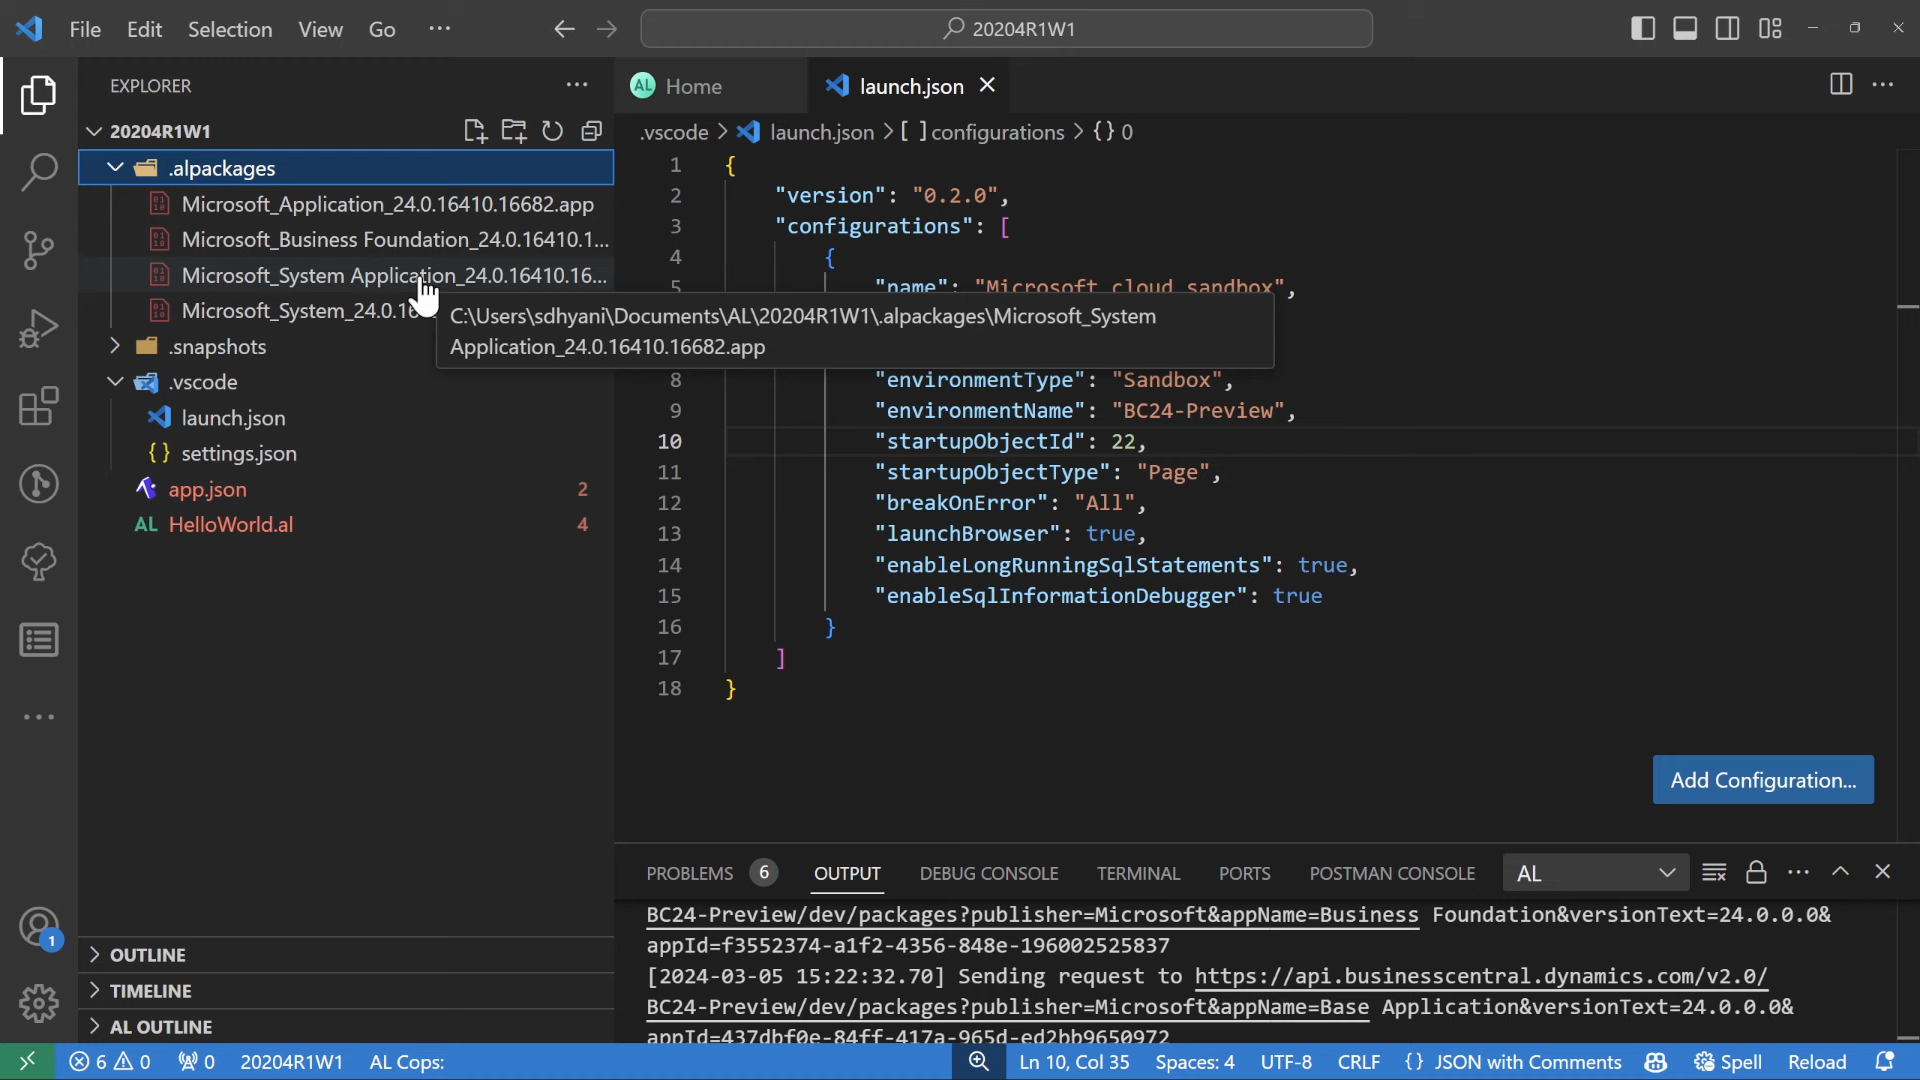 File Edit Selection View Go ··· 20204R1W1
EXPLORER ···
20204R1W1
.alpackages
Microsoft_Application_24.0.16410.16682.app
Microsoft_Business Foundation_24.0.16410.1...
Microsoft_System Application_24.0.16410.16...
Microsoft_System_24.0.16
.snapshots
.vscode
launch.json
settings.json
app.json 2
AL HelloWorld.al 4
OUTLINE
TIMELINE
AL OUTLINE
1
AL Home launch.json
.vscode > launch.json > [ ] configurations > {} 0
1 {
2 "version": "0.2.0",
3 "configurations": [
4 {
5 "name": "Microsoft cloud sandbox",
C:\Users\sdhyani\Documents\AL\20204R1W1\.alpackages\Microsoft_System
Application_24.0.16410.16682.app
8 "environmentType": "Sandbox",
9 "environmentName": "BC24-Preview",
10 "startupObjectId": 22,
11 "startupObjectType": "Page",
12 "breakOnError": "All",
13 "launchBrowser": true,
14 "enableLongRunningSqlStatements": true,
15 "enableSqlInformationDebugger": true
16 }
17 ]
18 }
Add Configuration...
PROBLEMS 6 OUTPUT DEBUG CONSOLE TERMINAL PORTS POSTMAN CONSOLE AL
BC24-Preview/dev/packages?publisher=Microsoft&appName=Business Foundation&versionText=24.0.0.0&
appId=f3552374-a1f2-4356-848e-196002525837
[2024-03-05 15:22:32.70] Sending request to https://api.businesscentral.dynamics.com/v2.0/
BC24-Preview/dev/packages?publisher=Microsoft&appName=Base Application&versionText=24.0.0.0&
appId=437dbf0e-84ff-417a-965d-ed2bb9650972
6 0 0 20204R1W1 AL Cops: Ln 10, Col 35 Spaces: 4 UTF-8 CRLF {} JSON with Comments Spell Reload